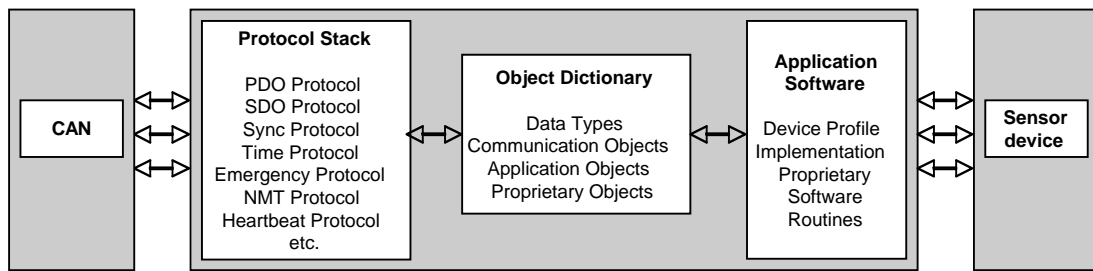 CAN
Protocol Stack
PDO Protocol
SDO Protocol
Sync Protocol
Time Protocol
Emergency Protocol
NMT Protocol
Heartbeat Protocol
etc.
Object Dictionary
Data Types
Communication Objects
Application Objects
Proprietary Objects
Application
Software
Device Profile
Implementation
Proprietary
Software
Routines
Sensor
device